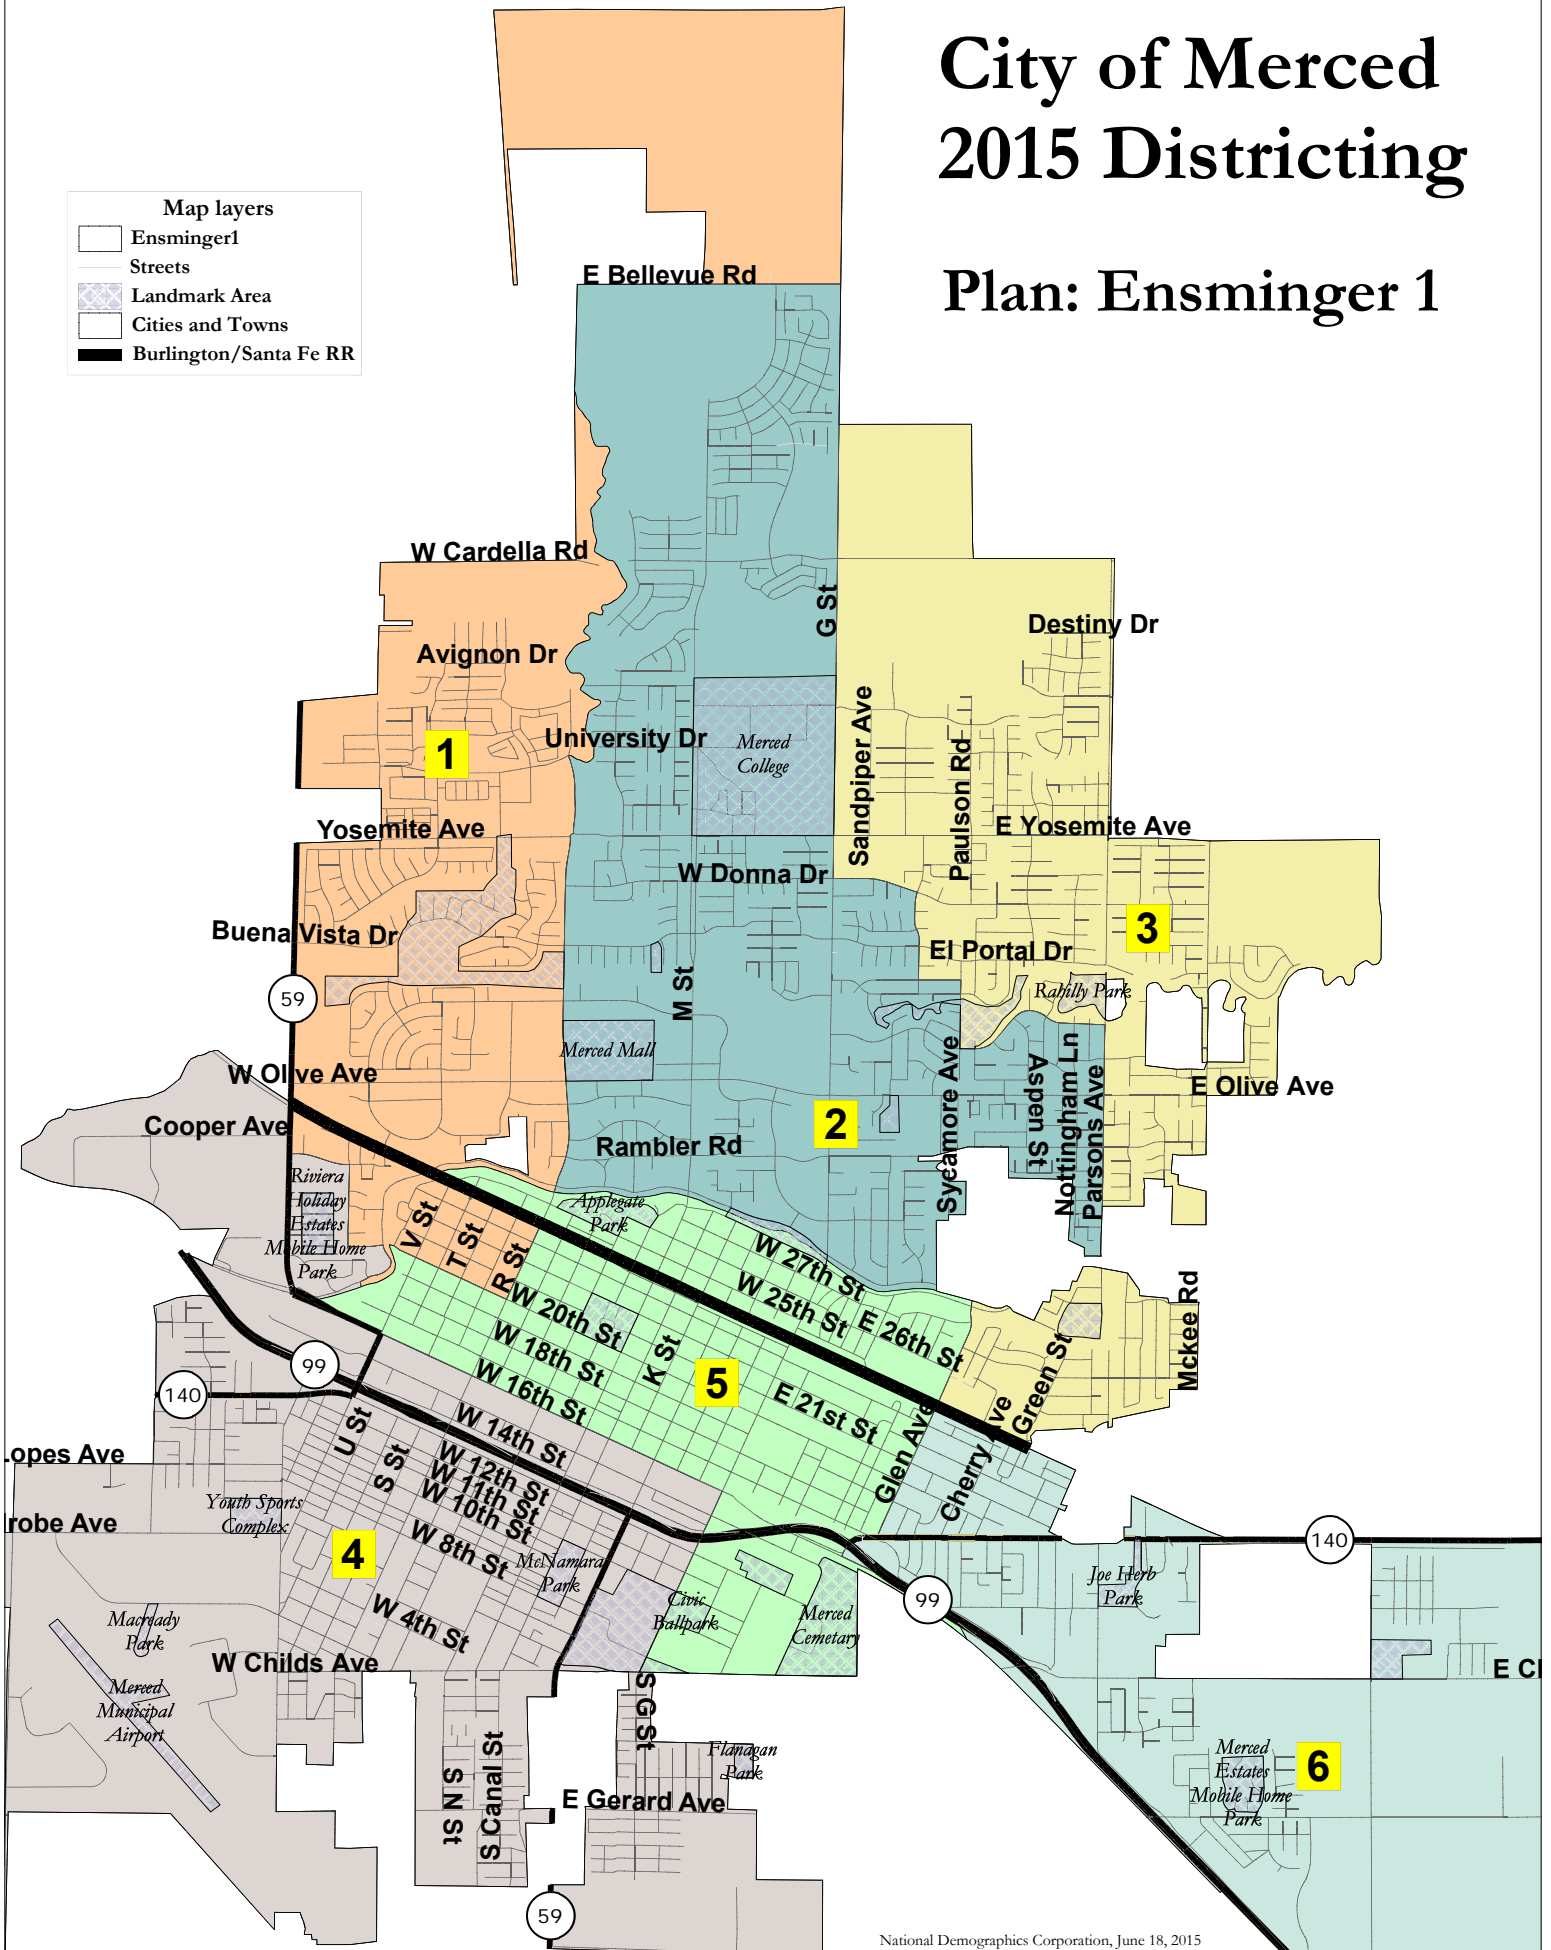 City of Merced
2015 Districting
Plan: Ensminger 1
Map layers
Ensminger1
Streets
Landmark Area
Cities and Towns
Burlington/Santa Fe RR
E Bellevue Rd
W Cardella Rd
G St
Destiny Dr
Avignon Dr
University Dr
Merced
College
1
Sandpiper Ave
Paulson Rd
Yosemite Ave
E Yosemite Ave
W Donna Dr
Buena Vista Dr
3
El Portal Dr
M St
Rahilly Park
59
Merced Mall
W Olive Ave
E Olive Ave
Sycamore Ave
Aspen St
Nottingham Ln
Parsons Ave
Cooper Ave
2
Rambler Rd
Riviera
Holiday
Estates
Mobile Home
Park
Applegate
Park
V St
T St
R St
W 27th St
W 25th St
E 26th St
W 20th St
W 18th St
W 16th St
K St
Mckee Rd
Green St
99
140
5
E 21st St
Glen Ave
Cherry Ave
W 14th St
U St
S St
W 12th St
W 11th St
W 10th St
W 8th St
Lopes Ave
Youth Sports
Complex
robe Ave
4
McNamara
Park
140
Joe Herb
Park
99
W 4th St
Civic
Ballpark
Merced
Cemetary
Macready
Park
W Childs Ave
E Cl
Merced
Municipal
Airport
S G St
Flanagan
Park
S N St
S Canal St
E Gerard Ave
Merced
Estates
Mobile Home
Park
6
59
National Demographics Corporation, June 18, 2015